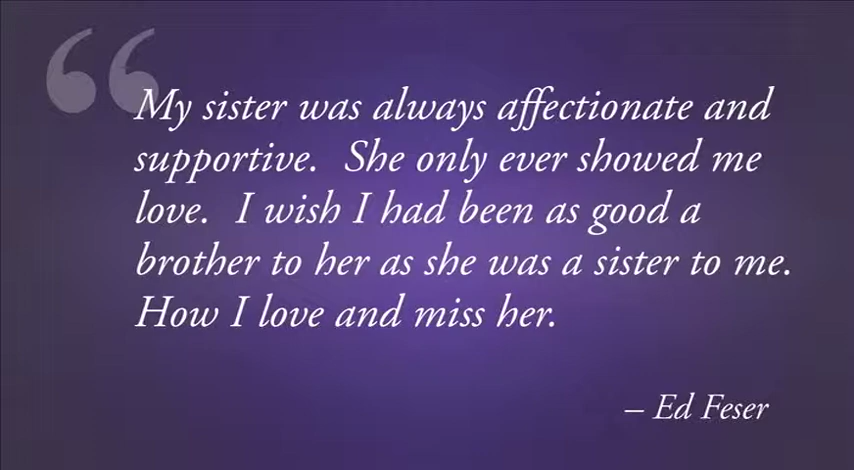 “
My sister was always affectionate and
supportive.  She only ever showed me
love.  I wish I had been as good a
brother to her as she was a sister to me.
How I love and miss her.
– Ed Feser